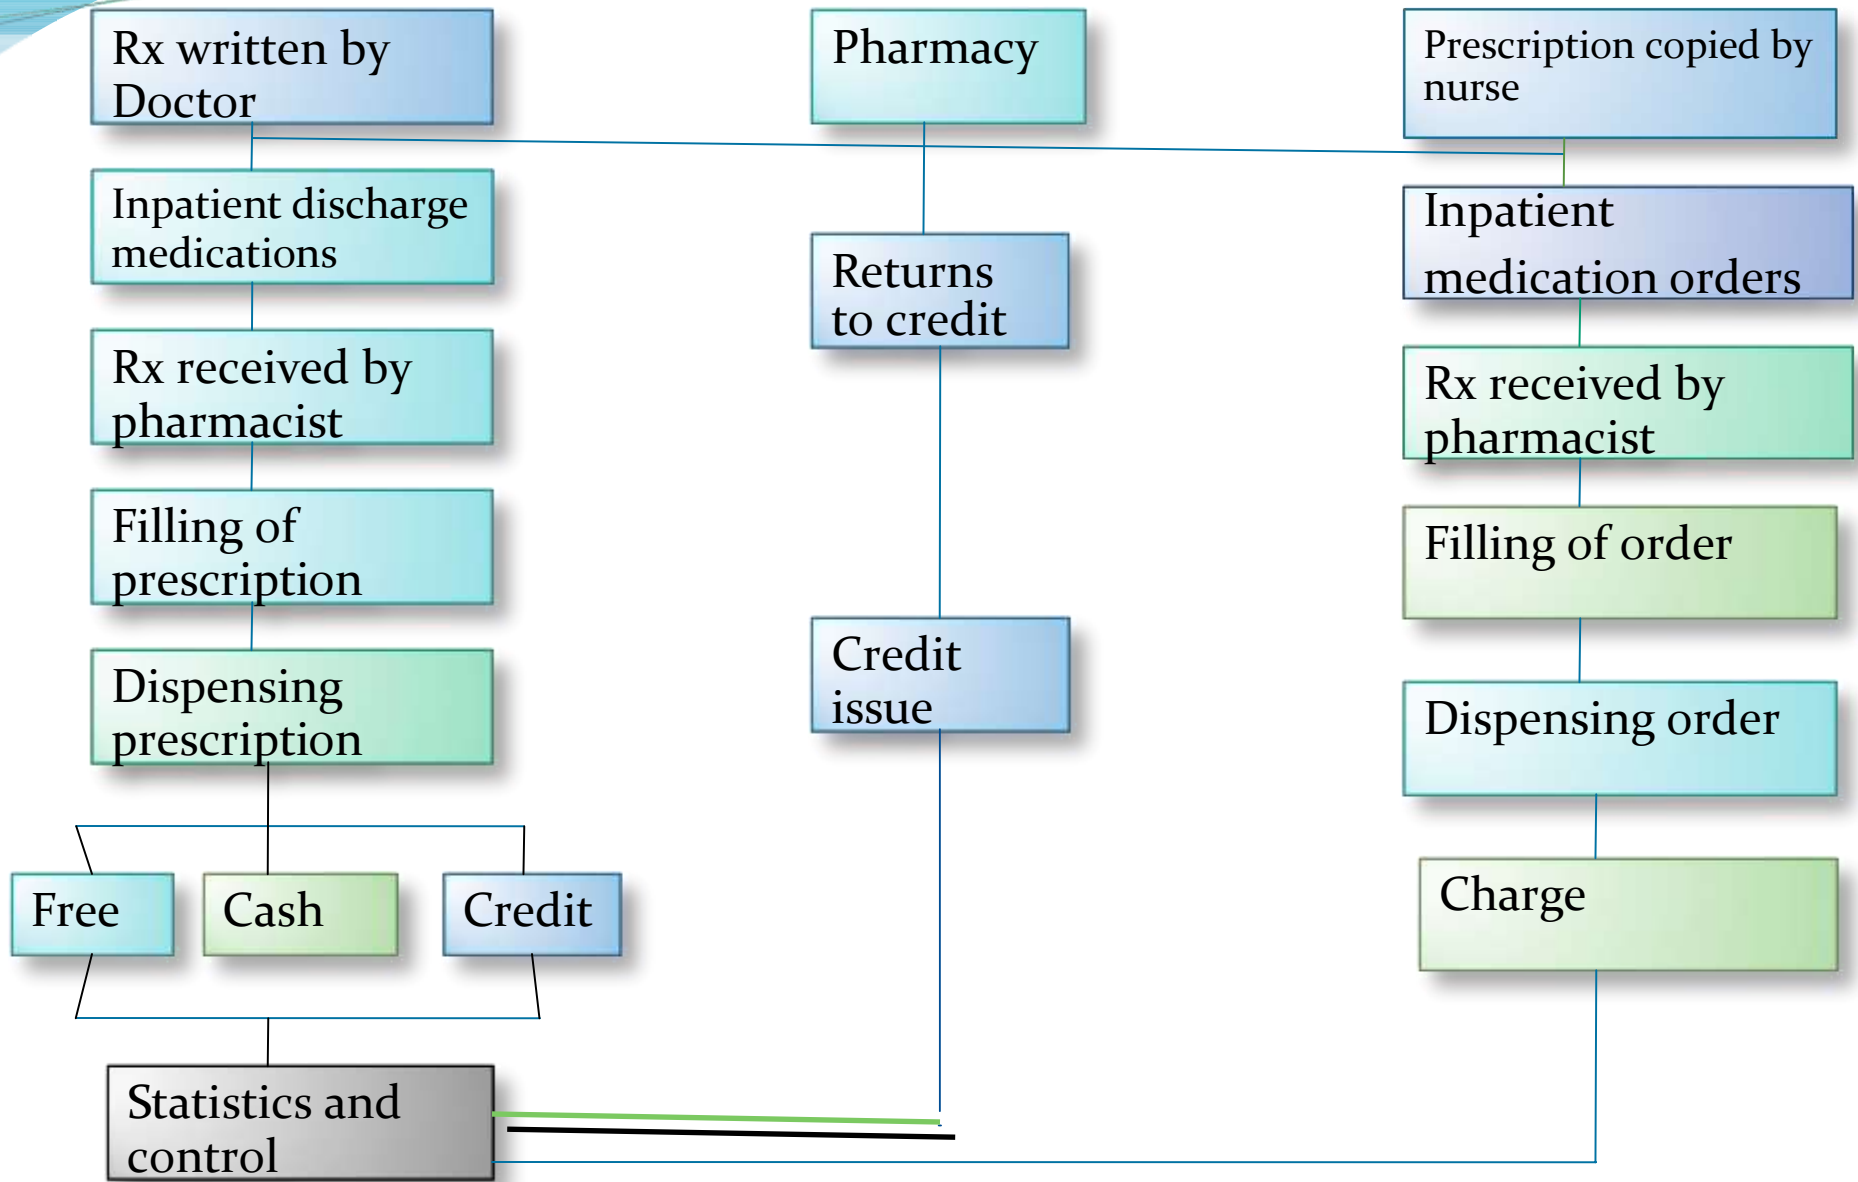 Rx written by
Doctor
Pharmacy
Prescription copied by
nurse
Inpatient discharge
medications
Returns
to credit
Inpatient
medication orders
Rx received by
pharmacist
Rx received by
pharmacist
Filling of
prescription
Filling of order
Dispensing
prescription
Credit
issue
Dispensing order
Free
Cash
Credit
Charge
Statistics and
control